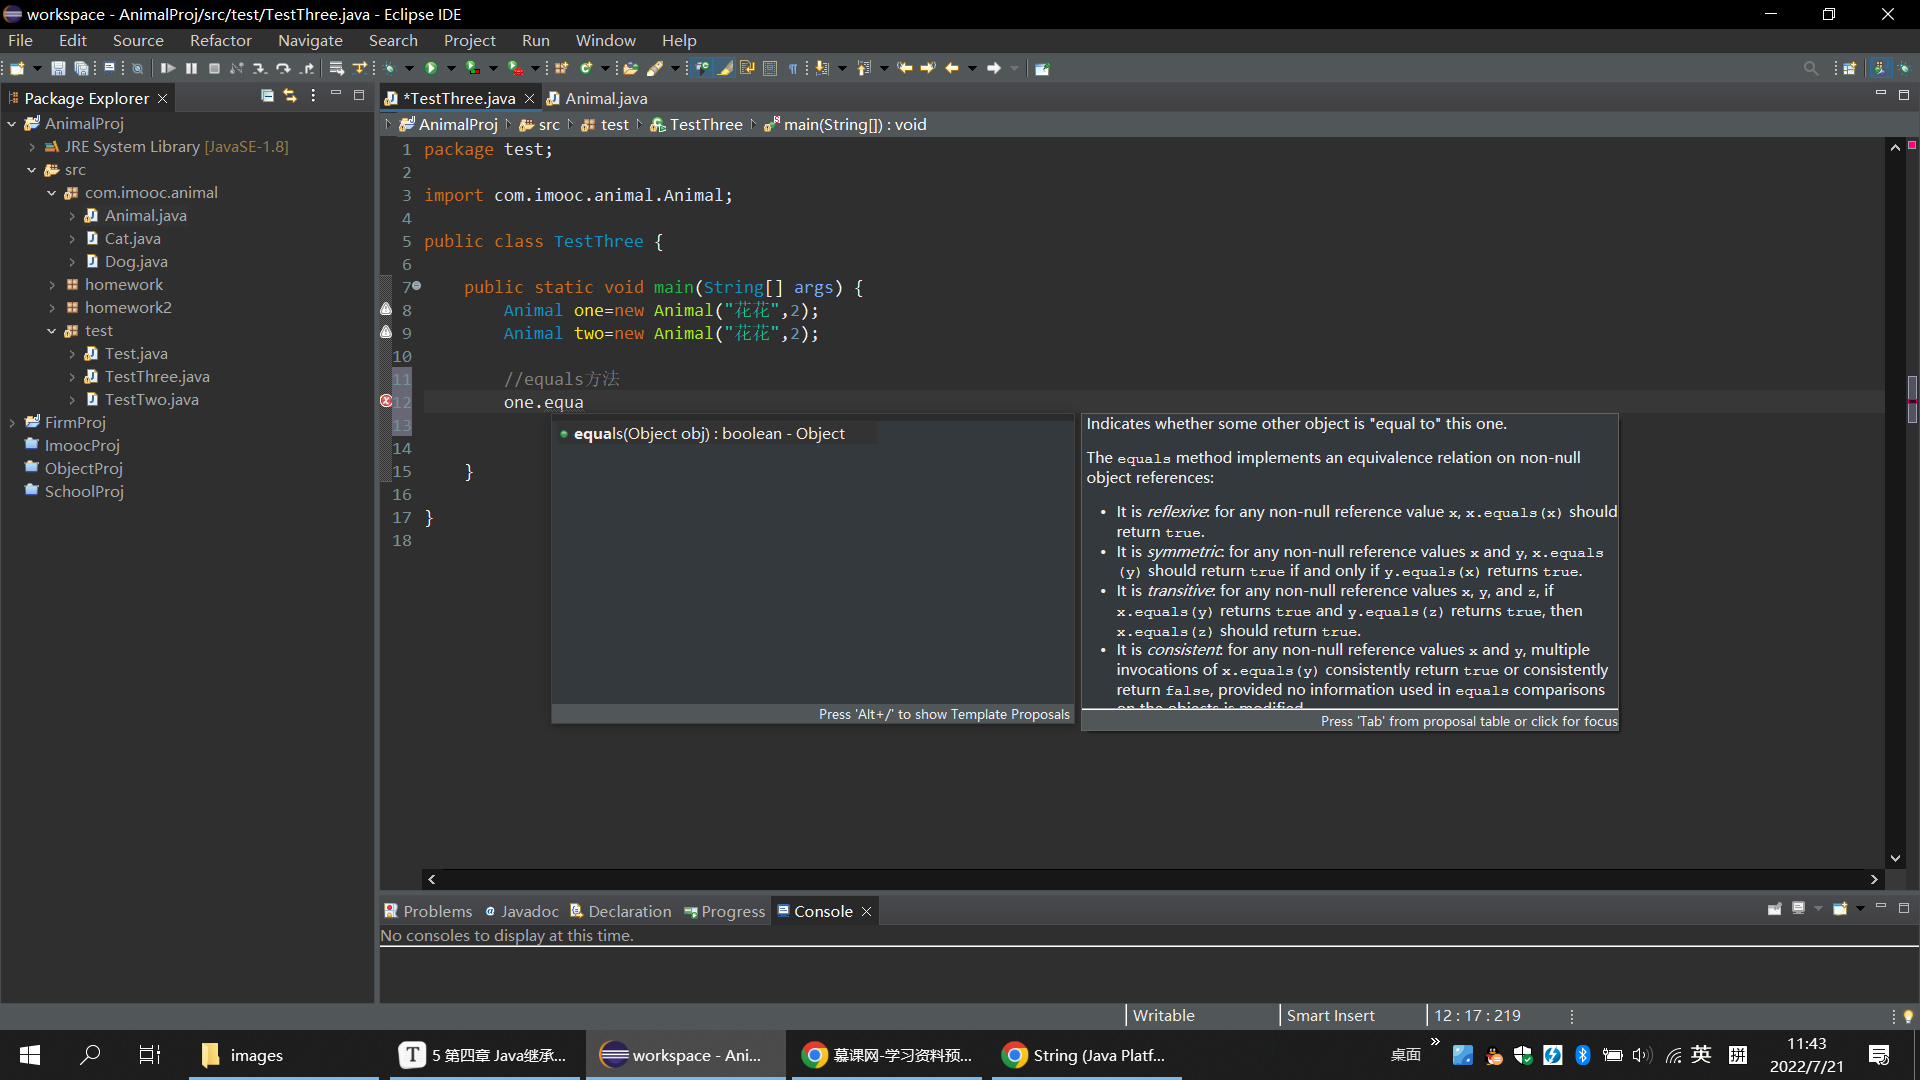 workspace - AnimalProj/src/test/TestThree.java - Eclipse IDE
File Edit Source Refactor Navigate Search Project Run Window Help
Package Explorer
*TestThree.java Animal.java
AnimalProj src test TestThree main(String[]) : void
AnimalProj
JRE System Library [JavaSE-1.8]
src
com.imooc.animal
Animal.java
Cat.java
Dog.java
homework
homework2
test
Test.java
TestThree.java
TestTwo.java
FirmProj
ImoocProj
ObjectProj
SchoolProj
1 package test;
2
3 import com.imooc.animal.Animal;
4
5 public class TestThree {
6
7 public static void main(String[] args) {
8 Animal one=new Animal("花花",2);
9 Animal two=new Animal("花花",2);
10
11 //equals方法
12 one.equa
13
14
15 }
16
17 }
18
equals(Object obj) : boolean - Object
Press 'Alt+/' to show Template Proposals
Indicates whether some other object is "equal to" this one.
The equals method implements an equivalence relation on non-null
object references:
• It is reflexive: for any non-null reference value x, x.equals(x) should
return true.
• It is symmetric: for any non-null reference values x and y, x.equals
(y) should return true if and only if y.equals(x) returns true.
• It is transitive: for any non-null reference values x, y, and z, if
x.equals(y) returns true and y.equals(z) returns true, then
x.equals(z) should return true.
• It is consistent: for any non-null reference values x and y, multiple
invocations of x.equals(y) consistently return true or consistently
return false, provided no information used in equals comparisons
on the objects is modified.
Press 'Tab' from proposal table or click for focus
Problems Javadoc Declaration Progress Console
No consoles to display at this time.
Writable Smart Insert 12 : 17 : 219
images
5 第四章 Java继承...
workspace - Ani...
慕课网-学习资料预...
String (Java Platf...
桌面
英
拼
11:43
2022/7/21